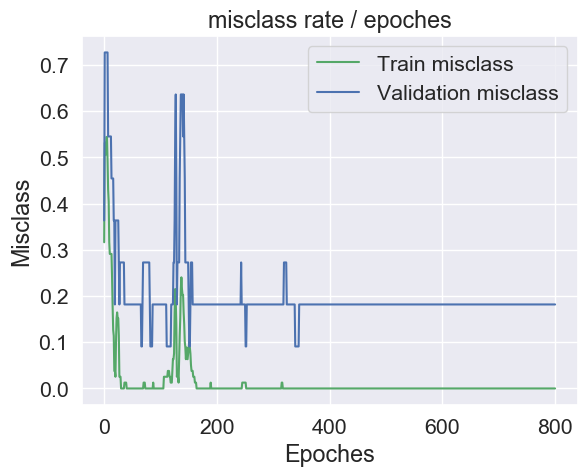 misclass rate / epoches
Train misclass
Validation misclass
Misclass
0.7
0.6
0.5
0.4
0.3
0.2
0.1
0.0
0 200 400 600 800
Epoches